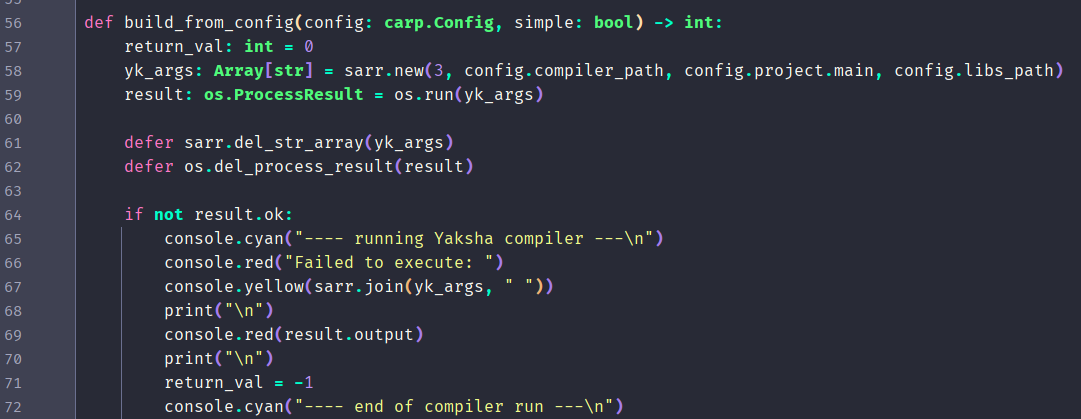 55
56 def build_from_config(config: carp.Config, simple: bool) -> int:
57 return_val: int = 0
58 yk_args: Array[str] = sarr.new(3, config.compiler_path, config.project.main, config.libs_path)
59 result: os.ProcessResult = os.run(yk_args)
60
61 defer sarr.del_str_array(yk_args)
62 defer os.del_process_result(result)
63
64 if not result.ok:
65 console.cyan("---- running Yaksha compiler ---\n")
66 console.red("Failed to execute: ")
67 console.yellow(sarr.join(yk_args, " "))
68 print("\n")
69 console.red(result.output)
70 print("\n")
71 return_val = -1
72 console.cyan("---- end of compiler run ---\n")